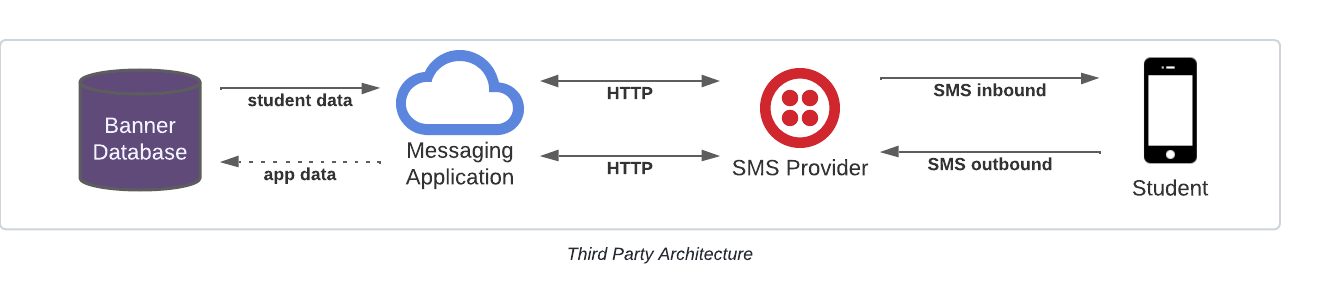 Banner
Database
student data
app data
Messaging
Application
HTTP
HTTP
SMS Provider
SMS inbound
SMS outbound
Student
Third Party Architecture